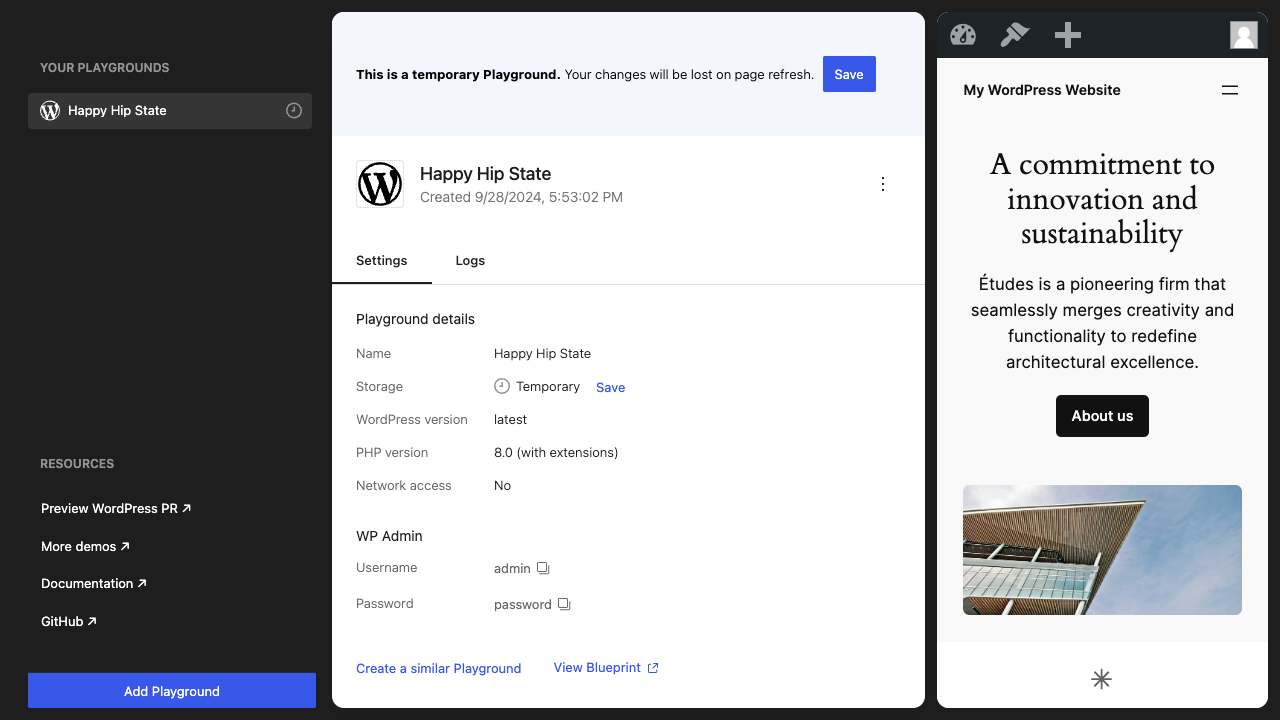 YOUR PLAYGROUNDS
Happy Hip State
RESOURCES
Preview WordPress PR ↗
More demos ↗
Documentation ↗
GitHub ↗
Add Playground
This is a temporary Playground. Your changes will be lost on page refresh. Save
Happy Hip State
Created 9/28/2024, 5:53:02 PM
Settings Logs
Playground details
Name Happy Hip State
Storage Temporary Save
WordPress version latest
PHP version 8.0 (with extensions)
Network access No
WP Admin
Username admin
Password password
Create a similar Playground View Blueprint
My WordPress Website
A commitment to
innovation and
sustainability
Études is a pioneering firm that
seamlessly merges creativity and
functionality to redefine
architectural excellence.
About us